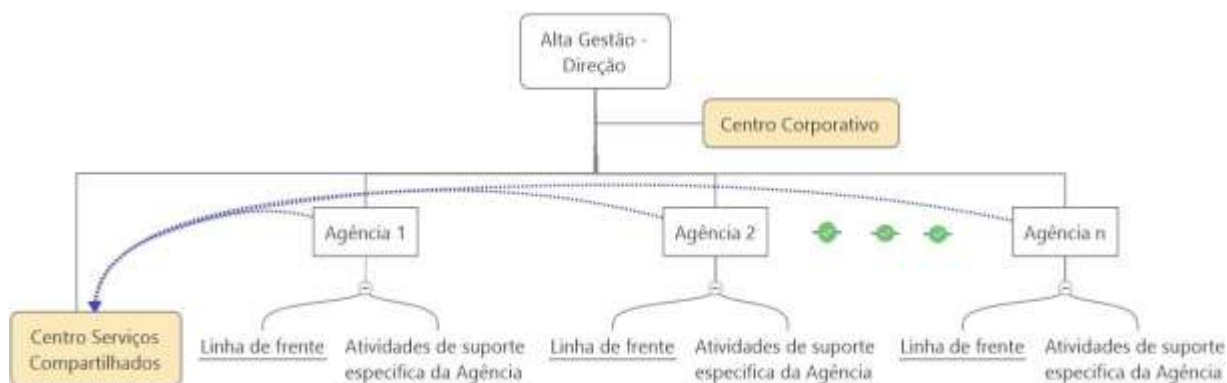 Alta Gestão -
Direção
Centro Corporativo
Agência 1
Agência 2
Agência n
Centro Serviços
Compartilhados
Linha de frente
Atividades de suporte
especifica da Agência
Linha de frente
Atividades de suporte
especifica da Agência
Linha de frente
Atividades de suporte
especifica da Agência